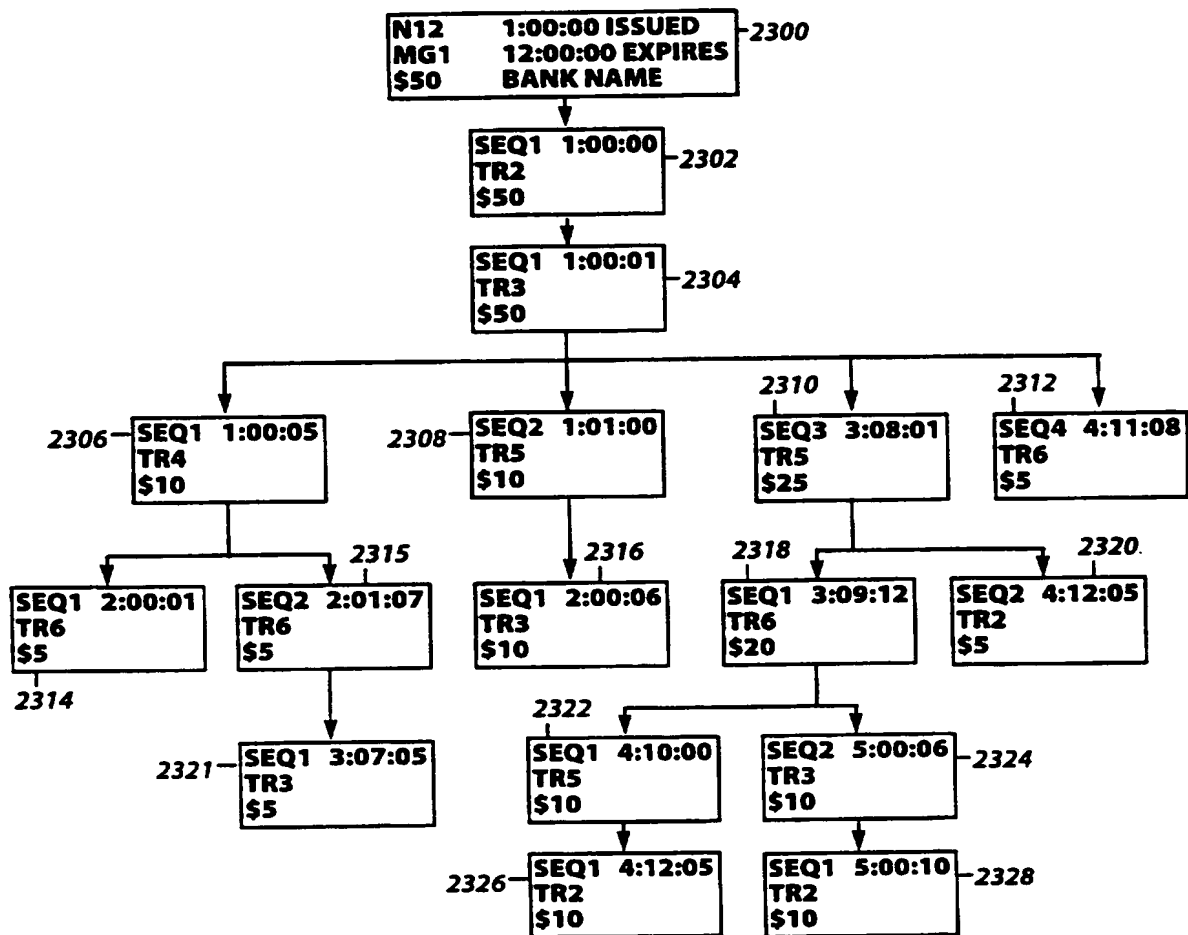 N12 1:00:00 ISSUED
MG1 12:00:00 EXPIRES
$50 BANK NAME
2300
SEQ1 1:00:00
TR2
$50
2302
SEQ1 1:00:01
TR3
$50
2304
2306
SEQ1 1:00:05
TR4
$10
2308
SEQ2 1:01:00
TR5
$10
2310
SEQ3 3:08:01
TR5
$25
2312
SEQ4 4:11:08
TR6
$5
SEQ1 2:00:01
TR6
$5
2314
2315
SEQ2 2:01:07
TR6
$5
2316
SEQ1 2:00:06
TR3
$10
2318
SEQ1 3:09:12
TR6
$20
2320.
SEQ2 4:12:05
TR2
$5
2321
SEQ1 3:07:05
TR3
$5
2322
SEQ1 4:10:00
TR5
$10
SEQ2 5:00:06
TR3
$10
2324
2326
SEQ1 4:12:05
TR2
$10
SEQ1 5:00:10
TR2
$10
2328